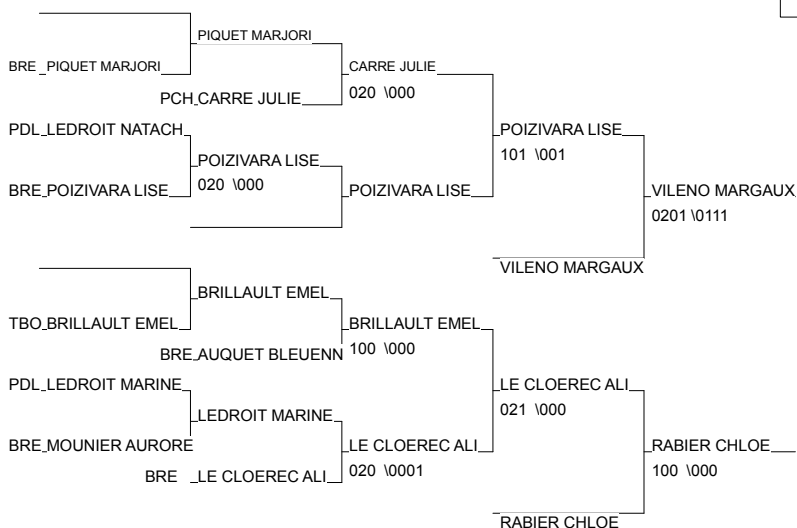 PIQUET MARJORI
BRE PIQUET MARJORI
CARRE JULIE
020 \000
PCH CARRE JULIE
PDL LEDROIT NATACH
POIZIVARA LISE
101 \001
POIZIVARA LISE
020 \000
BRE POIZIVARA LISE
POIZIVARA LISE
VILENO MARGAUX
0201 \0111
VILENO MARGAUX
BRILLAULT EMEL
TBO BRILLAULT EMEL
BRILLAULT EMEL
100 \000
BRE AUQUET BLEUENN
PDL LEDROIT MARINE
LE CLOEREC ALI
021 \000
LEDROIT MARINE
BRE MOUNIER AURORE
LE CLOEREC ALI
020 \0001
RABIER CHLOE
100 \000
BRE LE CLOEREC ALI
RABIER CHLOE